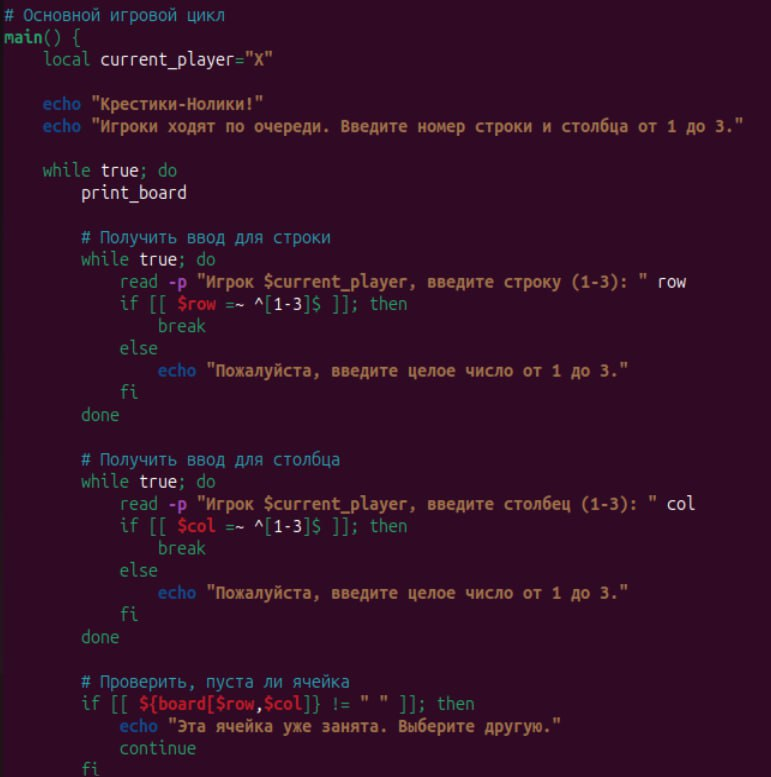 # Основной игровой цикл
main() {
    local current_player="X"

    echo "Крестики-Нолики!"
    echo "Игроки ходят по очереди. Введите номер строки и столбца от 1 до 3."

    while true; do
        print_board

        # Получить ввод для строки
        while true; do
            read -p "Игрок $current_player, введите строку (1-3): " row
            if [[ $row =~ ^[1-3]$ ]]; then
                break
            else
                echo "Пожалуйста, введите целое число от 1 до 3."
            fi
        done

        # Получить ввод для столбца
        while true; do
            read -p "Игрок $current_player, введите столбец (1-3): " col
            if [[ $col =~ ^[1-3]$ ]]; then
                break
            else
                echo "Пожалуйста, введите целое число от 1 до 3."
            fi
        done

        # Проверить, пуста ли ячейка
        if [[ ${board[$row,$col]} != " " ]]; then
            echo "Эта ячейка уже занята. Выберите другую."
            continue
        fi